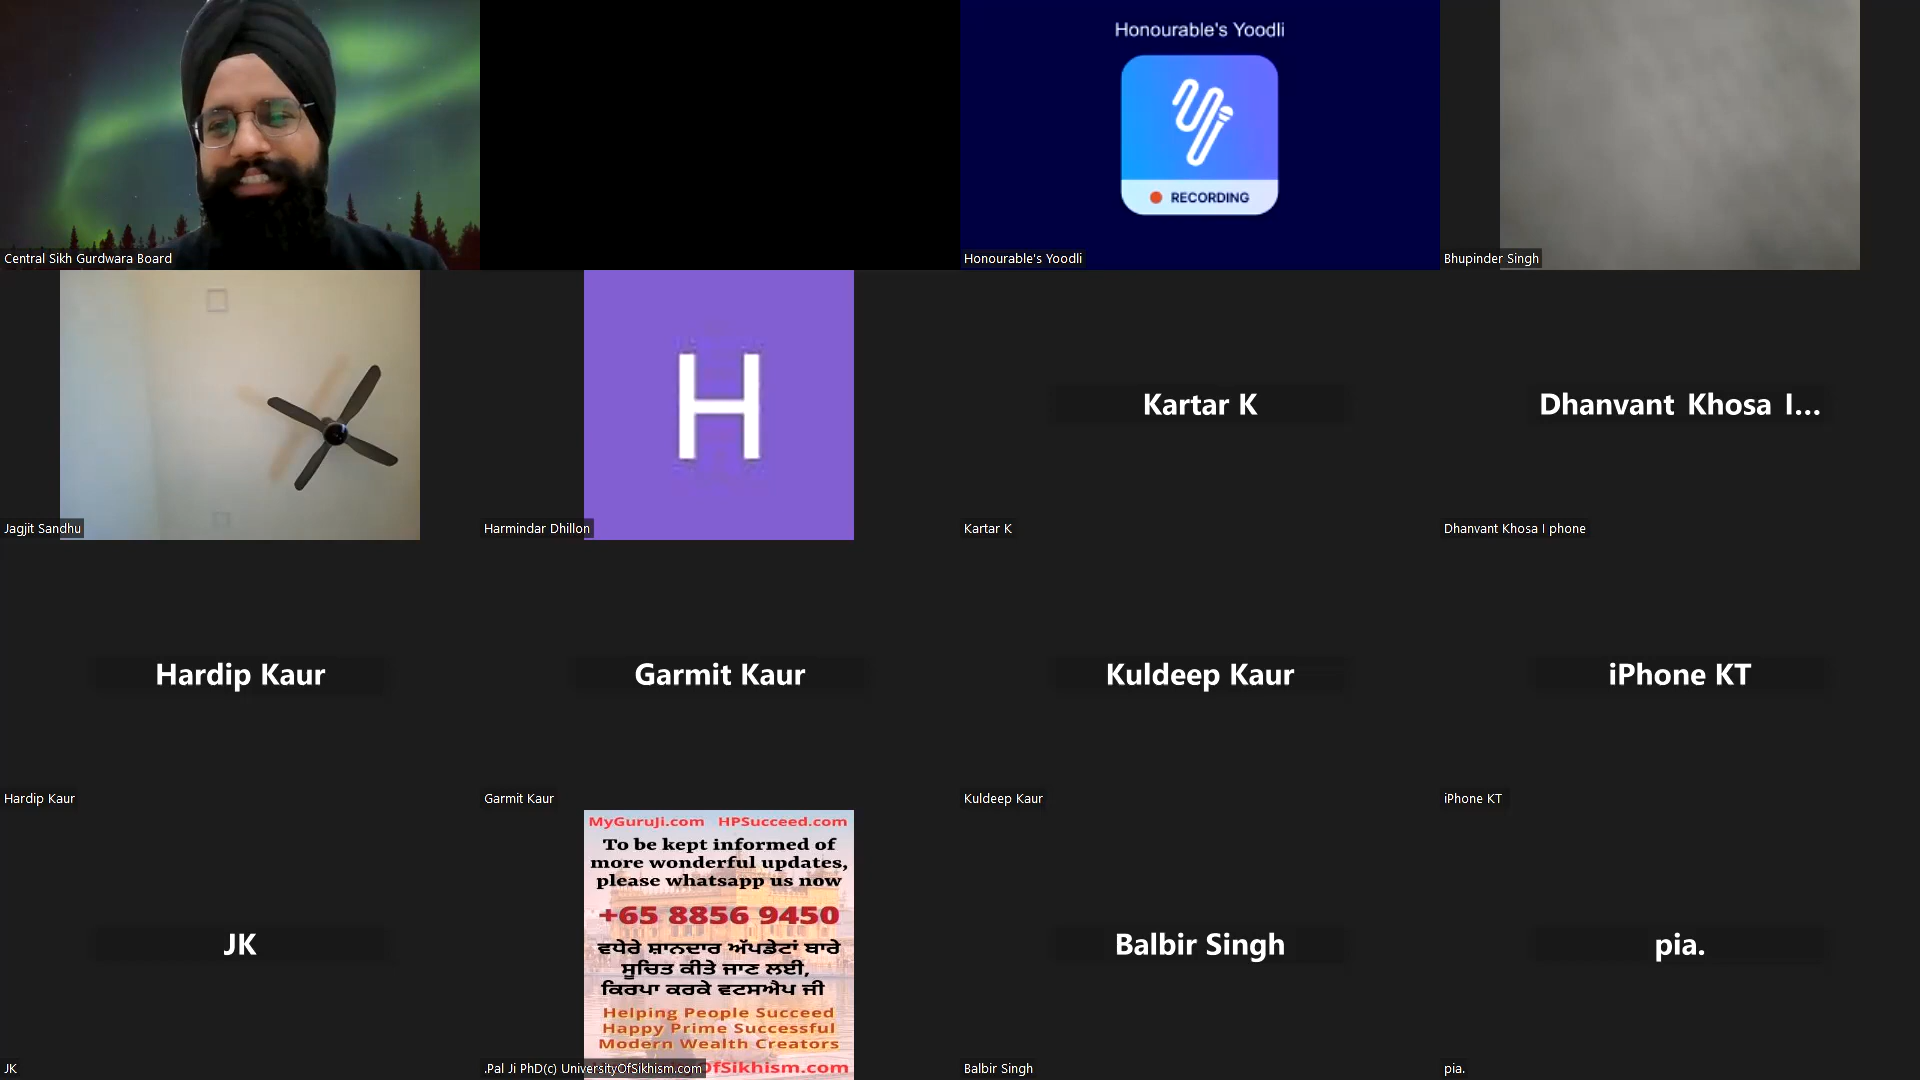 Honourable's Yoodli
RECORDING
Central Sikh Gurdwara Board
Honourable's Yoodli
Bhupinder Singh
Jagjit Sandhu
Harmindar Dhillon
H
Kartar K
Kartar K
Dhanvant Khosa I...
Dhanvant Khosa I phone
Hardip Kaur
Hardip Kaur
Garmit Kaur
Garmit Kaur
Kuldeep Kaur
Kuldeep Kaur
iPhone KT
iPhone KT
JK
JK
MyGuruJi.com HPSucceed.com
To be kept informed of
more wonderful updates,
please whatsapp us now
+65 8856 9450
ਵਧੇਰੇ ਸ਼ਾਨਦਾਰ ਅੱਪਡੇਟਾਂ ਬਾਰੇ
ਸੂਚਿਤ ਕੀਤੇ ਜਾਣ ਲਈ,
ਕਿਰਪਾ ਕਰਕੇ ਵਟਸਐਪ ਜੀ
Helping People Succeed
Happy Prime Successful
Modern Wealth Creators
OfSikhism.com
.Pal Ji PhD(c) UniversityOfSikhism.com
Balbir Singh
Balbir Singh
pia.
pia.